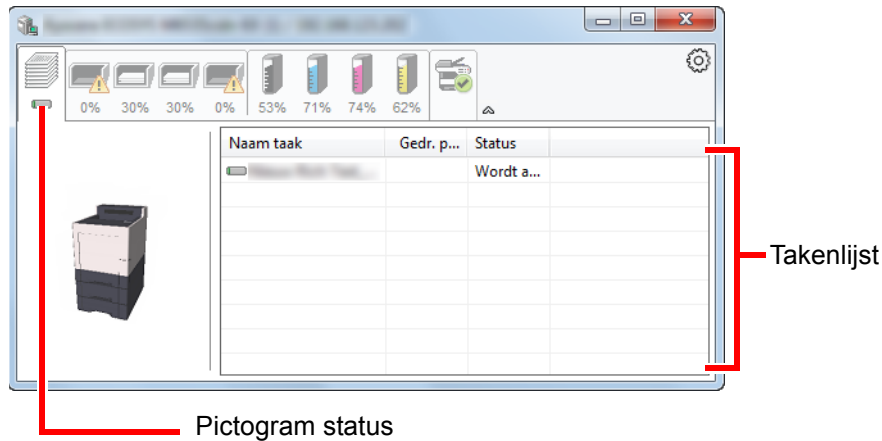 0% 30% 30% 0% 53% 71% 74% 62%
Naam taak Gedr. p... Status
Wordt a...
Takenlijst
Pictogram status